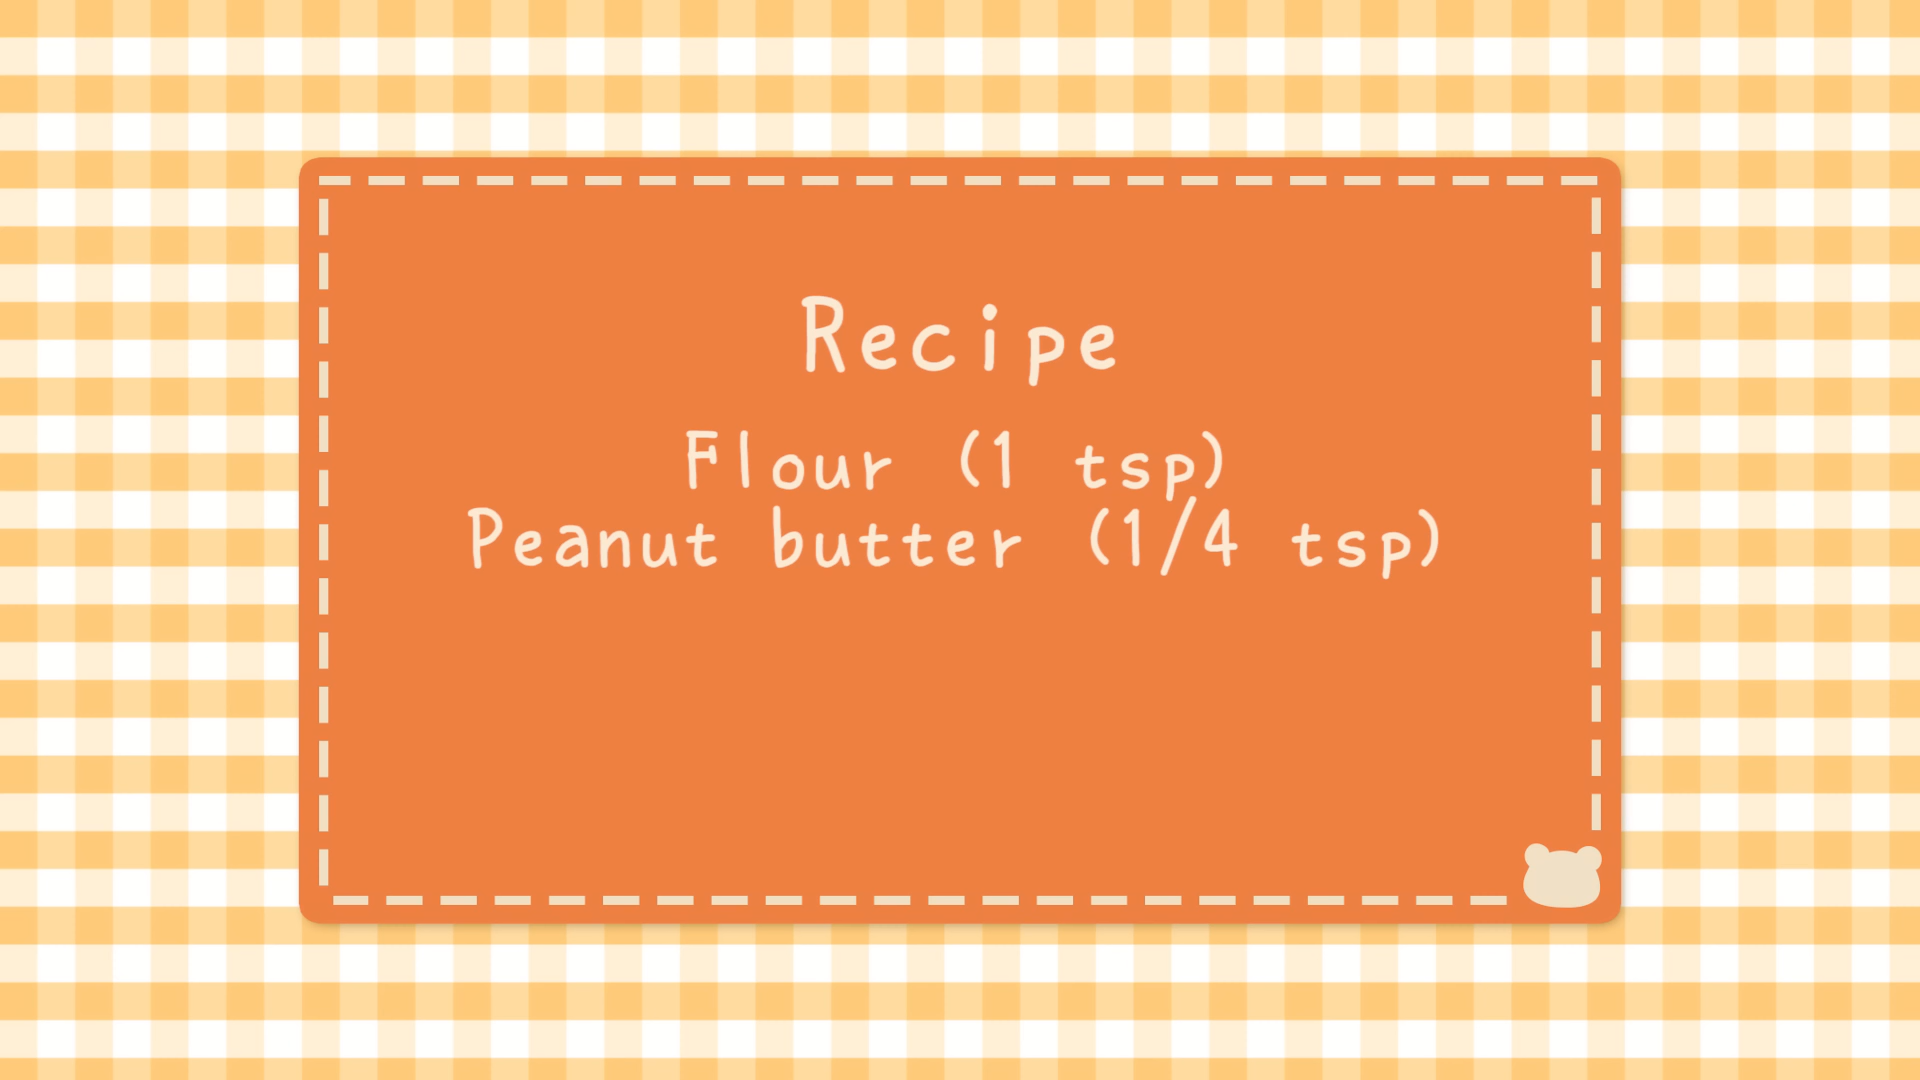 Recipe
Flour (1 tsp)
Peanut butter (1/4 tsp)